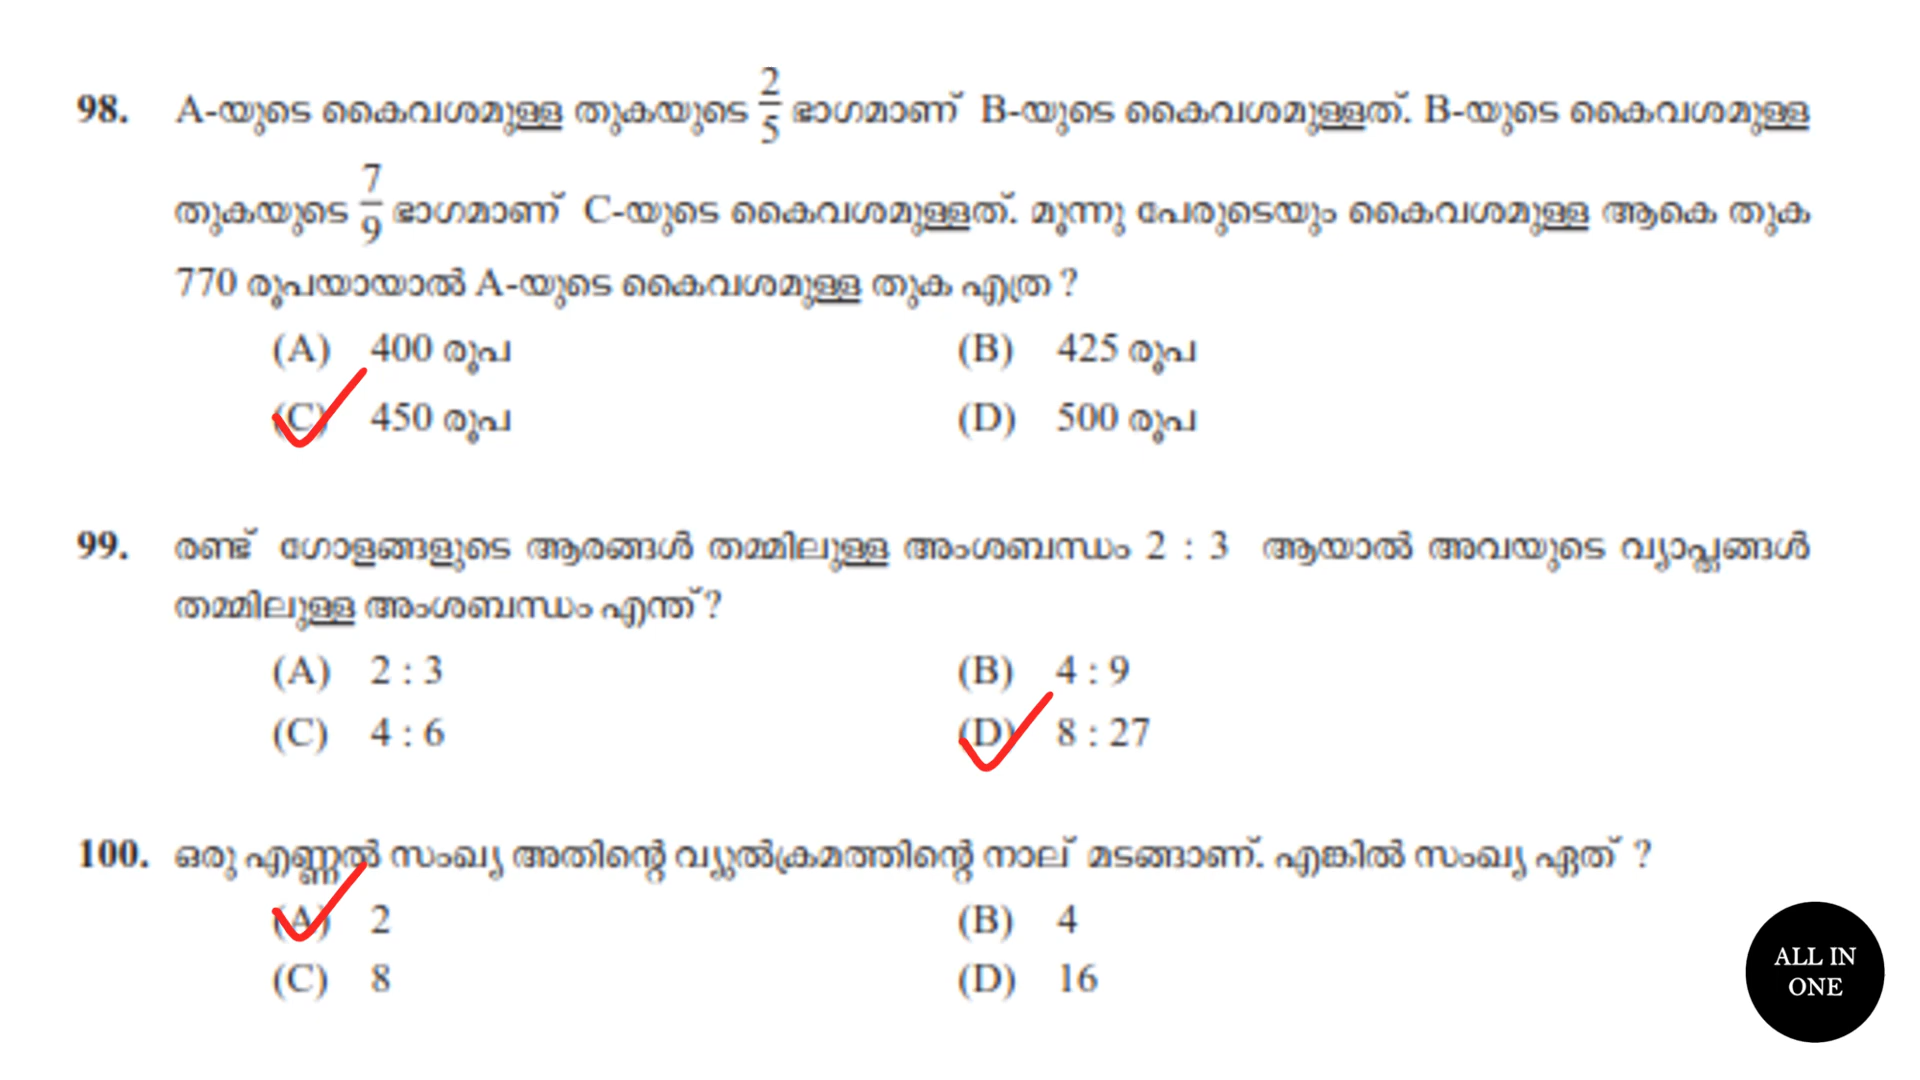 98. A-യുടെ കൈവശമുള്ള തുകയുടെ 2/5 ഭാഗമാണ് B-യുടെ കൈവശമുള്ളത്. B-യുടെ കൈവശമുള്ള
തുകയുടെ 7/9 ഭാഗമാണ് C-യുടെ കൈവശമുള്ളത്. മൂന്നു പേരുടെയും കൈവശമുള്ള ആകെ തുക
770 രൂപയായാൽ A-യുടെ കൈവശമുള്ള തുക എത്ര ?
(A) 400 രൂപ (B) 425 രൂപ
(C) 450 രൂപ (D) 500 രൂപ
99. രണ്ട് ഗോളങ്ങളുടെ ആരങ്ങൾ തമ്മിലുള്ള അംശബന്ധം 2 : 3 ആയാൽ അവയുടെ വ്യാപ്തങ്ങൾ
തമ്മിലുള്ള അംശബന്ധം എന്ത് ?
(A) 2 : 3 (B) 4 : 9
(C) 4 : 6 (D) 8 : 27
100. ഒരു എണ്ണൽ സംഖ്യ അതിന്റെ വ്യുൽക്രമത്തിന്റെ നാല് മടങ്ങാണ്. എങ്കിൽ സംഖ്യ ഏത് ?
(A) 2 (B) 4
(C) 8 (D) 16
ALL IN
ONE